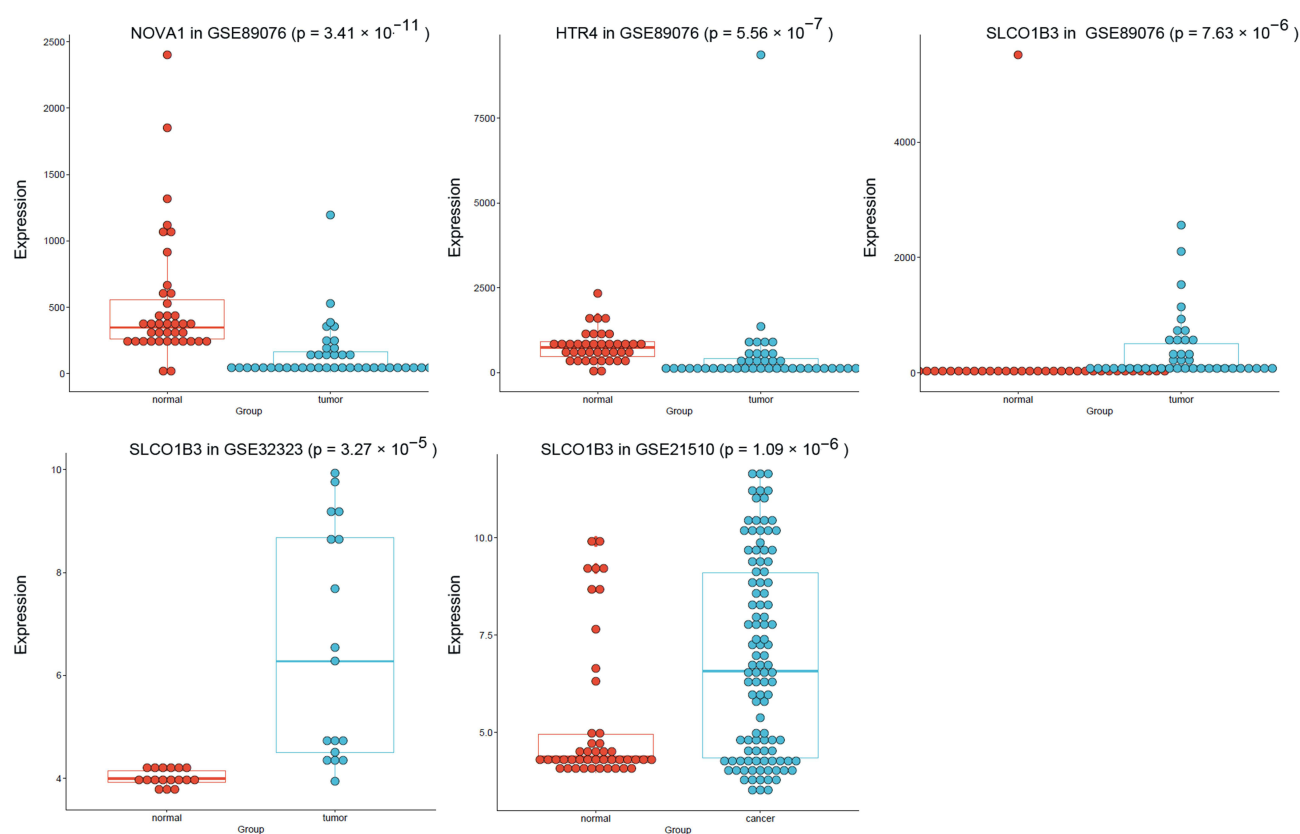 NOVA1 in GSE89076 (p = 3.41 × 10⁻¹¹ )
Expression
2500
2000
1500
1000
500
0
normal
tumor
Group
HTR4 in GSE89076 (p = 5.56 × 10⁻⁷ )
Expression
7500
5000
2500
0
normal
tumor
Group
SLCO1B3 in GSE89076 (p = 7.63 × 10⁻⁶ )
Expression
4000
2000
0
normal
tumor
Group
SLCO1B3 in GSE32323 (p = 3.27 × 10⁻⁵ )
Expression
10
8
6
4
normal
tumor
Group
SLCO1B3 in GSE21510 (p = 1.09 × 10⁻⁶ )
Expression
10.0
7.5
5.0
normal
cancer
Group